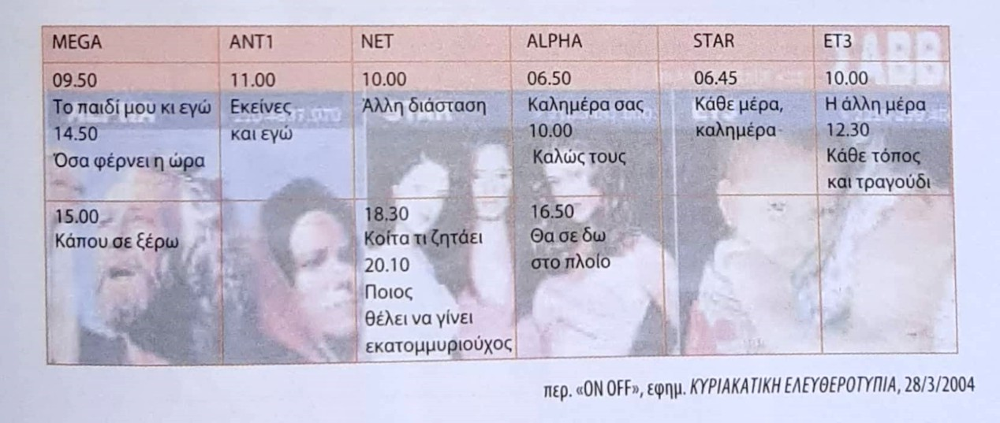 MEGA
ΑΝΤ1
ΝΕΤ
ALPHA
STAR
ΕΤ3
09.50
Το παιδί μου κι εγώ
14.50
Όσα φέρνει η ώρα
11.00
Εκείνες
και εγώ
10.00
Άλλη διάσταση
06.50
Καλημέρα σας
10.00
Καλώς τους
06.45
Κάθε μέρα,
καλημέρα
10.00
Η άλλη μέρα
12.30
Κάθε τόπος
και τραγούδι
15.00
Κάπου σε ξέρω
18.30
Κοίτα τι ζητάει
20.10
Ποιος
θέλει να γίνει
εκατομμυριούχος
16.50
Θα σε δω
στο πλοίο
περ. «ON OFF», εφημ. ΚΥΡΙΑΚΑΤΙΚΗ ΕΛΕΥΘΕΡΟΤΥΠΙΑ, 28/3/2004